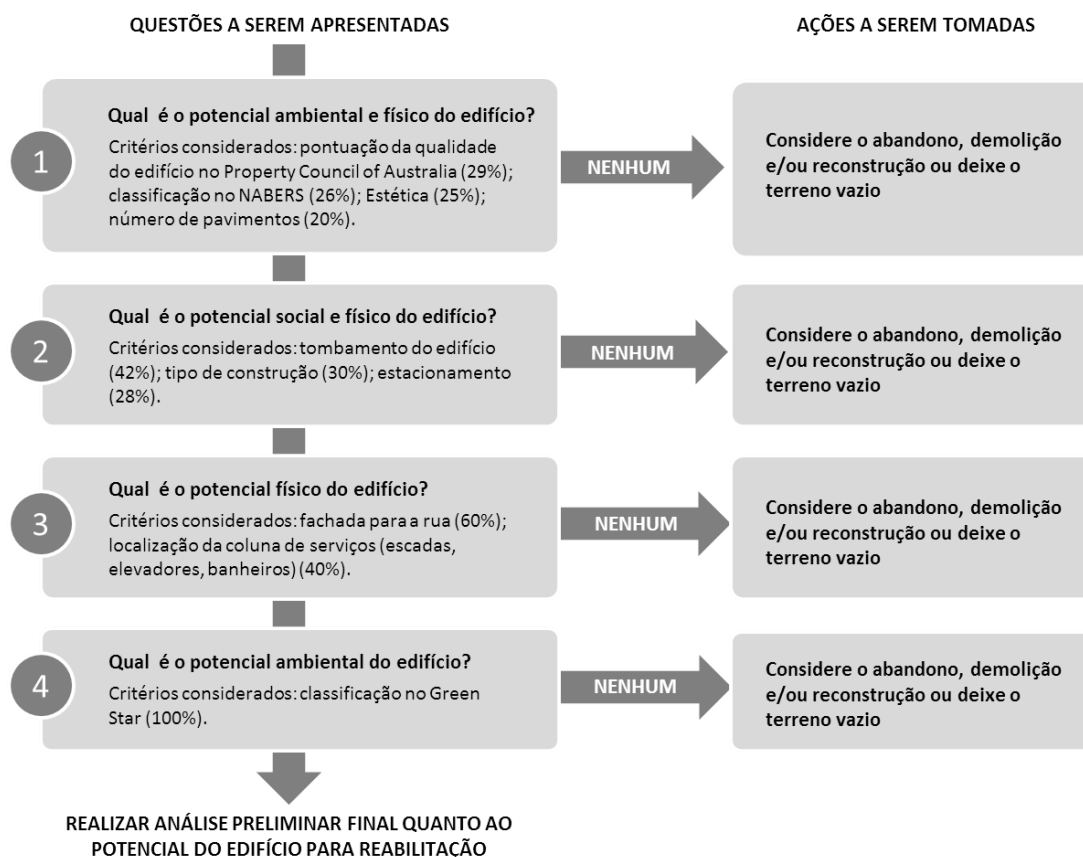 QUESTÕES A SEREM APRESENTADAS
AÇÕES A SEREM TOMADAS
1
Qual é o potencial ambiental e físico do edifício?
Critérios considerados: pontuação da qualidade
do edifício no Property Council of Australia (29%);
classificação no NABERS (26%); Estética (25%);
número de pavimentos (20%).
NENHUM
Considere o abandono, demolição
e/ou reconstrução ou deixe o
terreno vazio
2
Qual é o potencial social e físico do edifício?
Critérios considerados: tombamento do edifício
(42%); tipo de construção (30%); estacionamento
(28%).
NENHUM
Considere o abandono, demolição
e/ou reconstrução ou deixe o
terreno vazio
3
Qual é o potencial físico do edifício?
Critérios considerados: fachada para a rua (60%);
localização da coluna de serviços (escadas,
elevadores, banheiros) (40%).
NENHUM
Considere o abandono, demolição
e/ou reconstrução ou deixe o
terreno vazio
4
Qual é o potencial ambiental do edifício?
Critérios considerados: classificação no Green
Star (100%).
NENHUM
Considere o abandono, demolição
e/ou reconstrução ou deixe o
terreno vazio
REALIZAR ANÁLISE PRELIMINAR FINAL QUANTO AO
POTENCIAL DO EDIFÍCIO PARA REABILITAÇÃO